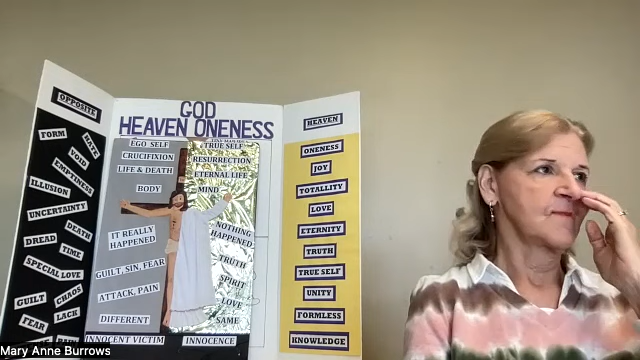 OPPOSITE
FORM
HATE
VOID
EMPTINESS
ILLUSION
UNCERTAINTY
DEATH
DREAD
TIME
SPECIAL LOVE
GUILT
CHAOS
LACK
FEAR
GOD
HEAVEN ONENESS
EGO SELF
CRUCIFIXION
LIFE & DEATH
BODY
IT REALLY
HAPPENED
GUILT, SIN, FEAR
ATTACK, PAIN
DIFFERENT
INNOCENT VICTIM
TRUE SELF
RESURRECTION
ETERNAL LIFE
MIND
NOTHING
HAPPENED
TRUTH
SPIRIT
LOVE
SAME
INNOCENCE
HEAVEN
ONENESS
JOY
TOTALLITY
LOVE
ETERNITY
TRUTH
TRUE SELF
UNITY
FORMLESS
KNOWLEDGE
Mary Anne Burrows